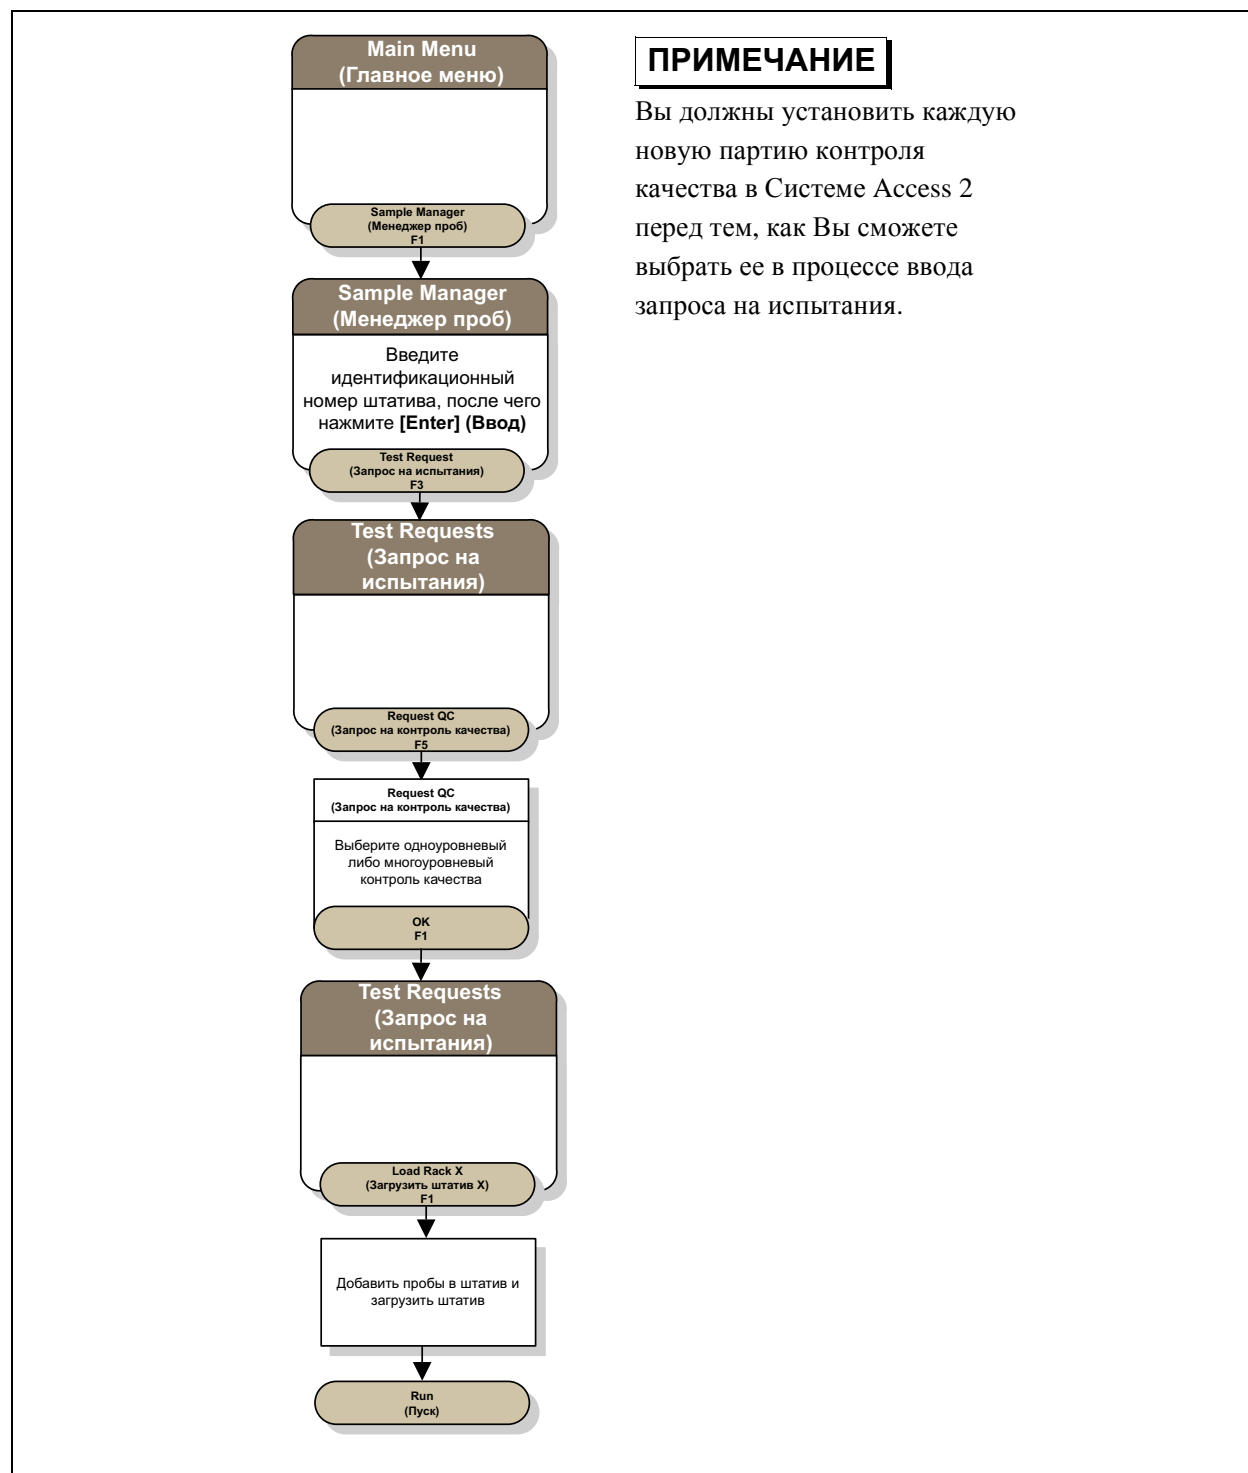 Main Menu
(Главное меню)
Sample Manager
(Менеджер проб)
F1
Sample Manager
(Менеджер проб)
Введите
идентификационный
номер штатива, после чего
нажмите [Enter] (Ввод)
Test Request
(Запрос на испытания)
F3
Test Requests
(Запрос на
испытания)
Request QC
(Запрос на контроль качества)
F5
Request QC
(Запрос на контроль качества)
Выберите одноуровневый
либо многоуровневый
контроль качества
OK
F1
Test Requests
(Запрос на
испытания)
Load Rack X
(Загрузить штатив X)
F1
Добавить пробы в штатив и
загрузить штатив
Run
(Пуск)
ПРИМЕЧАНИЕ
Вы должны установить каждую
новую партию контроля
качества в Системе Access 2
перед тем, как Вы сможете
выбрать ее в процессе ввода
запроса на испытания.